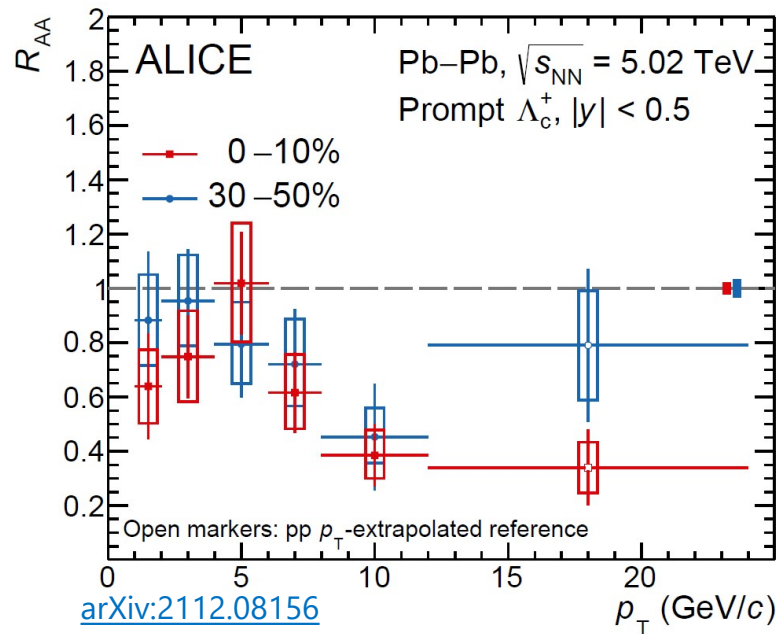 R_AA
2
1.8
1.6
1.4
1.2
1
0.8
0.6
0.4
0.2
0
ALICE
Pb–Pb, √s_NN = 5.02 TeV
Prompt Λ_c^+, |y| < 0.5
0 –10%
30 –50%
Open markers: pp p_T-extrapolated reference
0 5 10 15 20
arXiv:2112.08156
p_T (GeV/c)